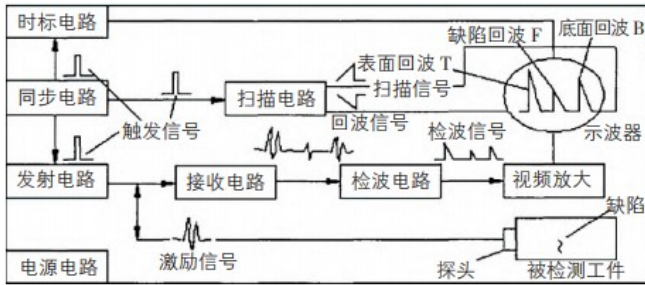 时标电路
缺陷回波 F
底面回波 B
表面回波 T
同步电路
扫描电路
扫描信号
触发信号
回波信号
检波信号
示波器
发射电路
接收电路
检波电路
视频放大
缺陷
激励信号
电源电路
探头
被检测工件